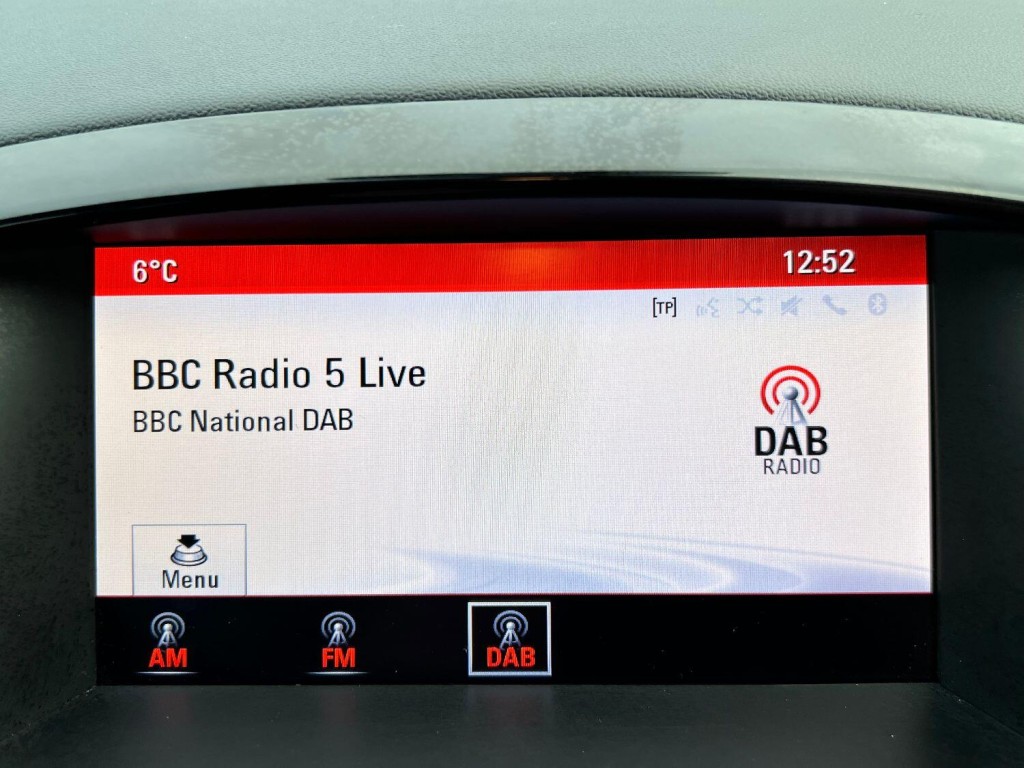 6°C
12:52
[TP]
BBC Radio 5 Live
BBC National DAB
DAB
RADIO
Menu
AM
FM
DAB